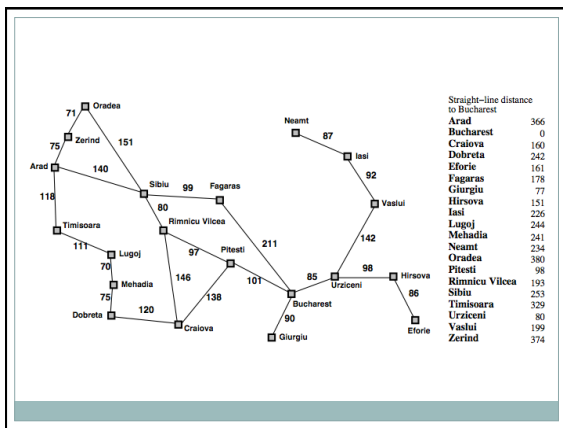 Oradea
71
Neamt
87
Zerind
75
151
Iasi
Arad
140
92
Sibiu
99
Fagaras
118
80
Vaslui
Rimnicu Vilcea
Timisoara
111
211
142
Lugoj
97
Pitesti
70
98
Hirsova
146
85
Mehadia
101
Urziceni
75
138
86
Bucharest
120
90
Dobreta
Craiova
Eforie
Giurgiu
Straight–line distance
to Bucharest
Arad 366
Bucharest 0
Craiova 160
Dobreta 242
Eforie 161
Fagaras 178
Giurgiu 77
Hirsova 151
Iasi 226
Lugoj 244
Mehadia 241
Neamt 234
Oradea 380
Pitesti 98
Rimnicu Vilcea 193
Sibiu 253
Timisoara 329
Urziceni 80
Vaslui 199
Zerind 374